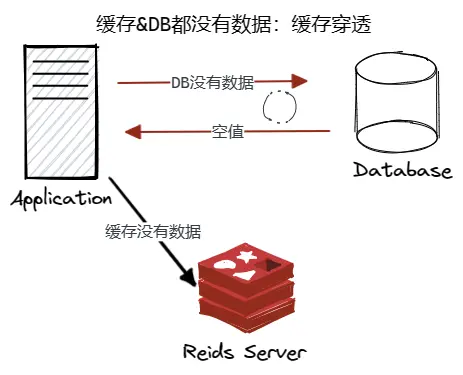 缓存&DB都没有数据：缓存穿透
DB没有数据
空值
Application
Database
缓存没有数据
Reids Server